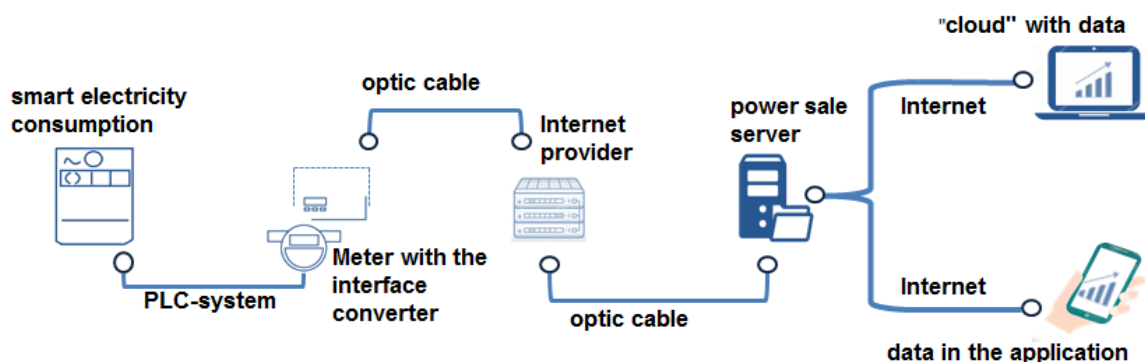 smart electricity
consumption
PLC-system
optic cable
Meter with the
interface
converter
Internet
provider
optic cable
power sale
server
Internet
"cloud" with data
Internet
data in the application